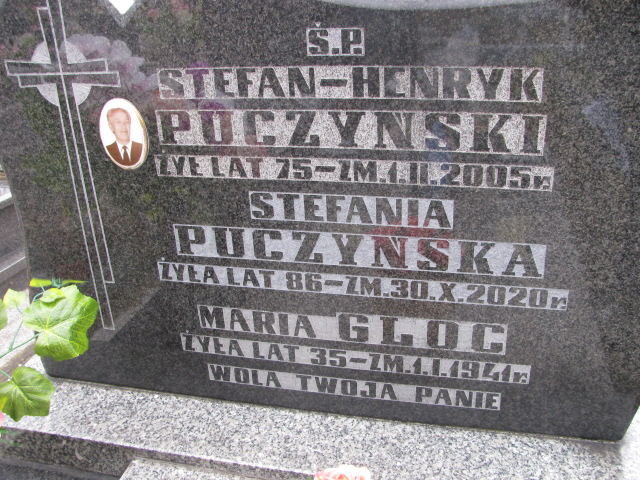 Ś.P.
STEFAN-HENRYK
PUCZYNSKI
ŻYŁ LAT 75-ZM.1.II.2005r.
STEFANIA
PUCZYNSKA
ŻYŁA LAT 86-ZM.30.X.2020r.
MARIA GLOC
ŻYŁA LAT 35-ZM.1.I.1941r.
WOLA TWOJA PANIE